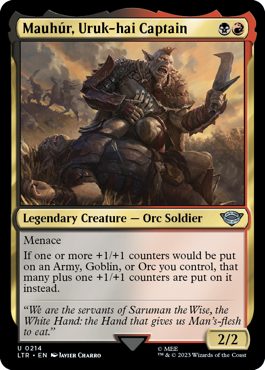 Mauhúr, Uruk-hai Captain
Legendary Creature — Orc Soldier
Menace
If one or more +1/+1 counters would be put
on an Army, Goblin, or Orc you control, that
many plus one +1/+1 counters are put on it
instead.
"We are the servants of Saruman the Wise, the
White Hand: the Hand that gives us Man's-flesh
to eat."
2/2
U 0214
LTR • EN Javier Charro
© MEE
™ & © 2023 Wizards of the Coast